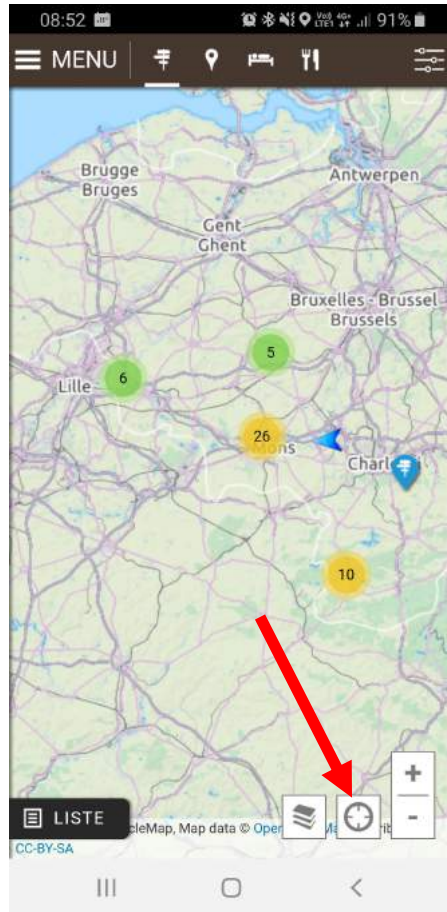 08:52 91%
MENU
Brugge
Bruges
Antwerpen
Gent
Ghent
Bruxelles - Brussel
Brussels
5
6
Lille
26
Mons
Charl
10
+
-
LISTE
cleMap, Map data © Open
CC-BY-SA